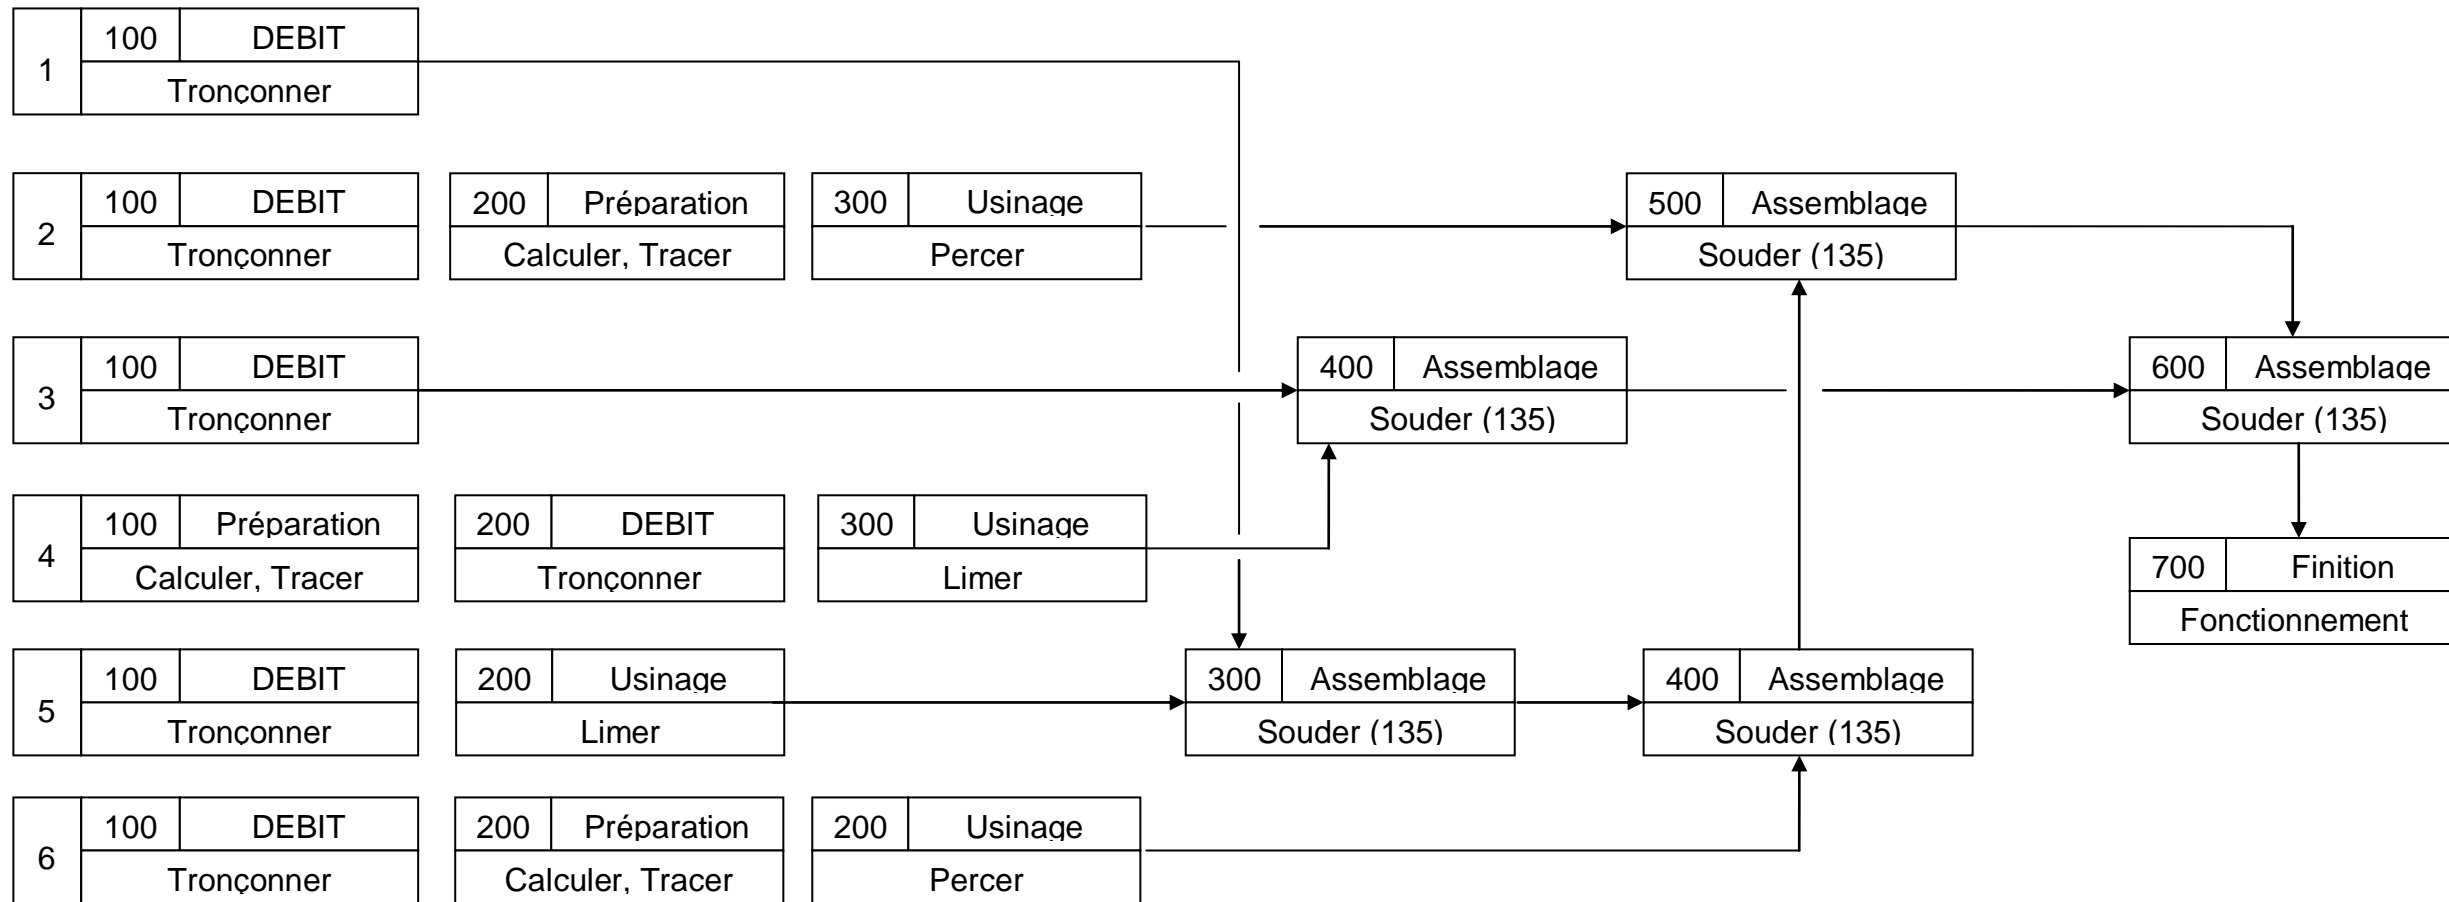 100 DEBIT
1
Tronçonner
100 DEBIT 200 Préparation 300 Usinage 500 Assemblage
2
Tronçonner Calculer, Tracer Percer Souder (135)
100 DEBIT 400 Assemblage 600 Assemblage
3
Tronçonner Souder (135) Souder (135)
100 Préparation 200 DEBIT 300 Usinage
4
Calculer, Tracer Tronçonner Limer
700 Finition
Fonctionnement
100 DEBIT 200 Usinage 300 Assemblage 400 Assemblage
5
Tronçonner Limer Souder (135) Souder (135)
100 DEBIT 200 Préparation 200 Usinage
6
Tronçonner Calculer, Tracer Percer